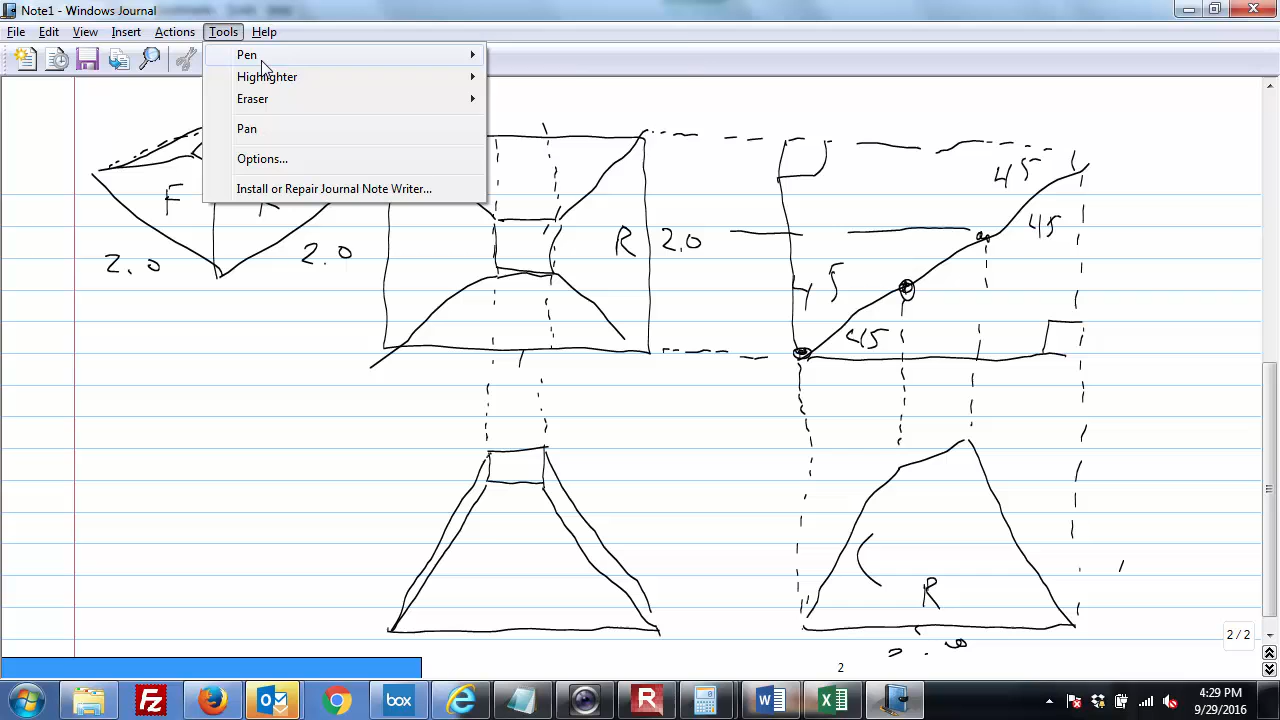 Note1 - Windows Journal
File Edit View Insert Actions Tools Help
Pen
Highlighter
Eraser
Pan
Options...
Install or Repair Journal Note Writer...
F
2.0
2.0
R 2.0
45
45
45
45
R
2/2
2
box
4:29 PM
9/29/2016